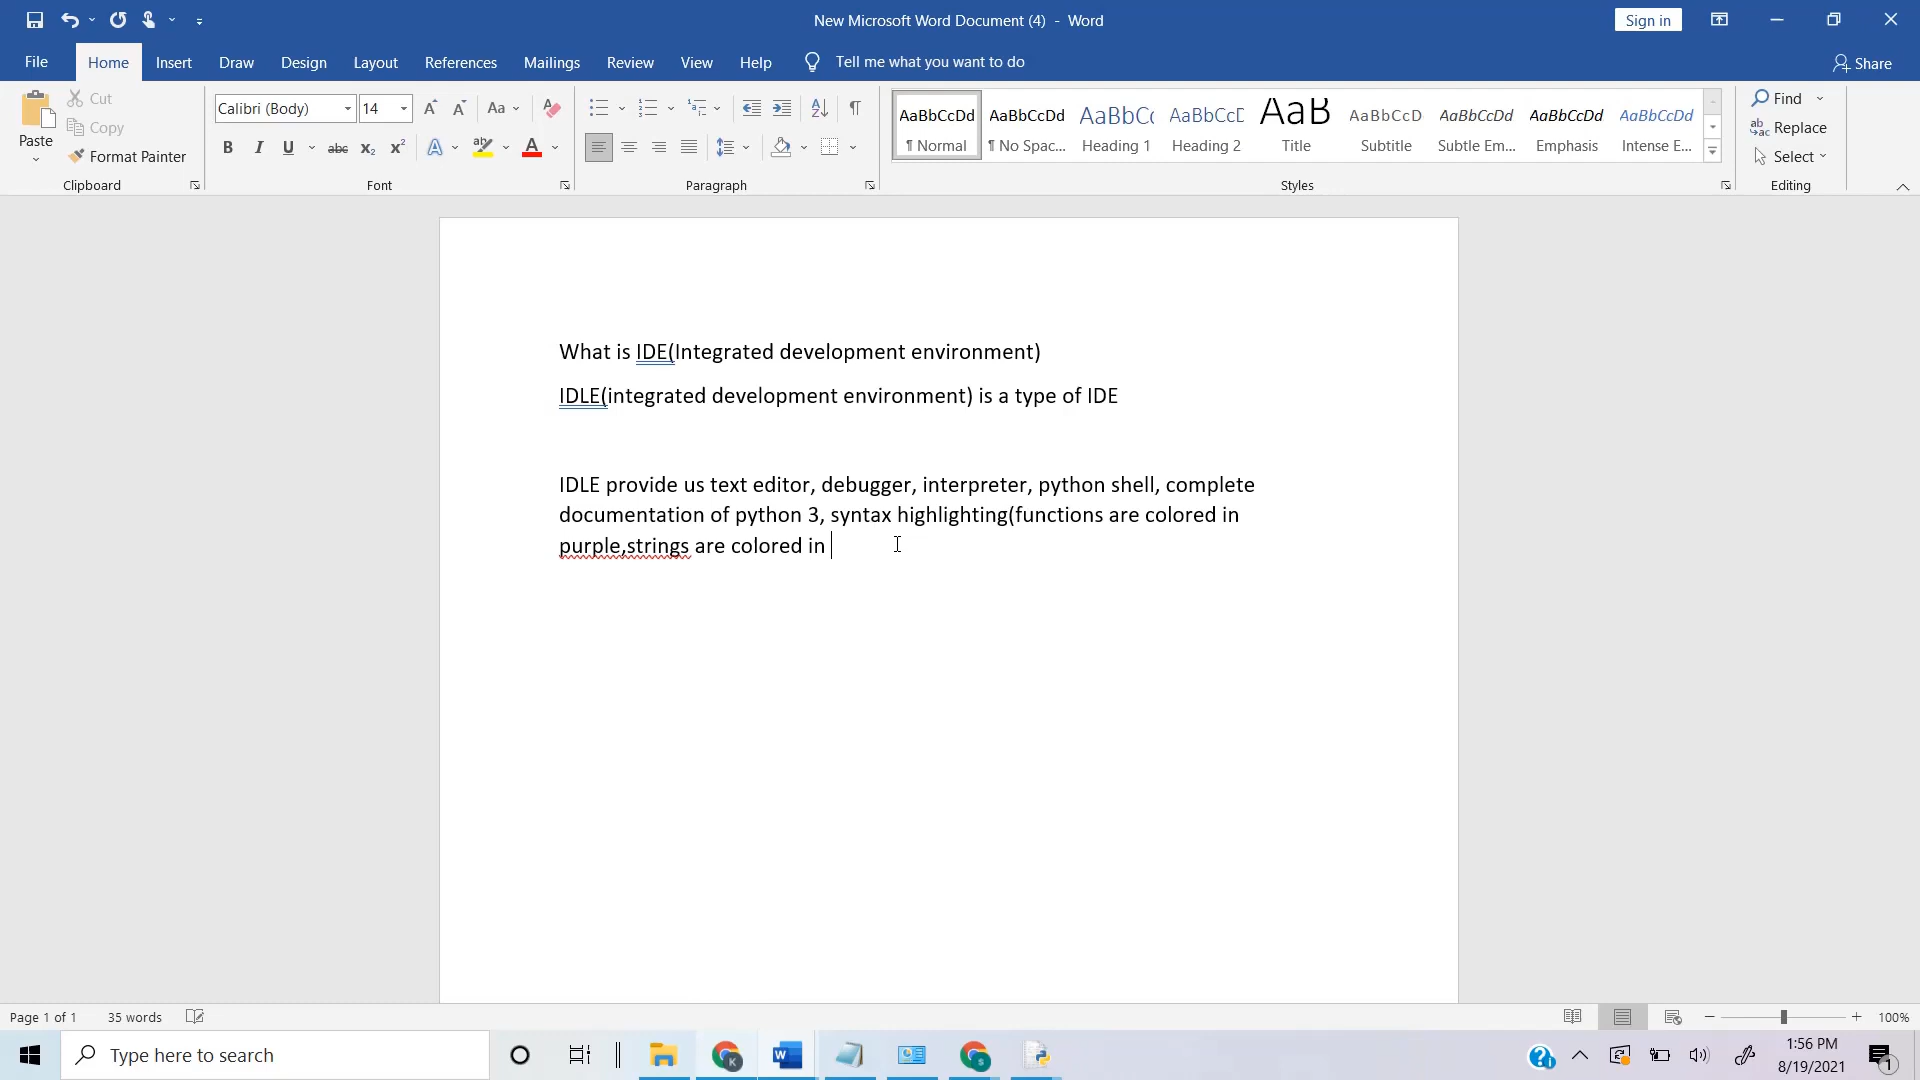 New Microsoft Word Document (4) - Word
Sign in
File Home Insert Draw Design Layout References Mailings Review View Help Tell me what you want to do
Share
Paste
Cut
Copy
Format Painter
Clipboard
Calibri (Body) 14
Aa
B I U abc x₂ x² A A
Font
Paragraph
AaBbCcDd
¶ Normal
AaBbCcDd
¶ No Spac...
AaBbCc
Heading 1
AaBbCcD
Heading 2
AaB
Title
AaBbCcD
Subtitle
AaBbCcDd
Subtle Em...
AaBbCcDd
Emphasis
AaBbCcDd
Intense E...
Styles
Find
Replace
Select
Editing
What is IDE(Integrated development environment)
IDLE(integrated development environment) is a type of IDE
IDLE provide us text editor, debugger, interpreter, python shell, complete
documentation of python 3, syntax highlighting(functions are colored in
purple,strings are colored in
Page 1 of 1 35 words
100%
Type here to search
1:56 PM
8/19/2021
1